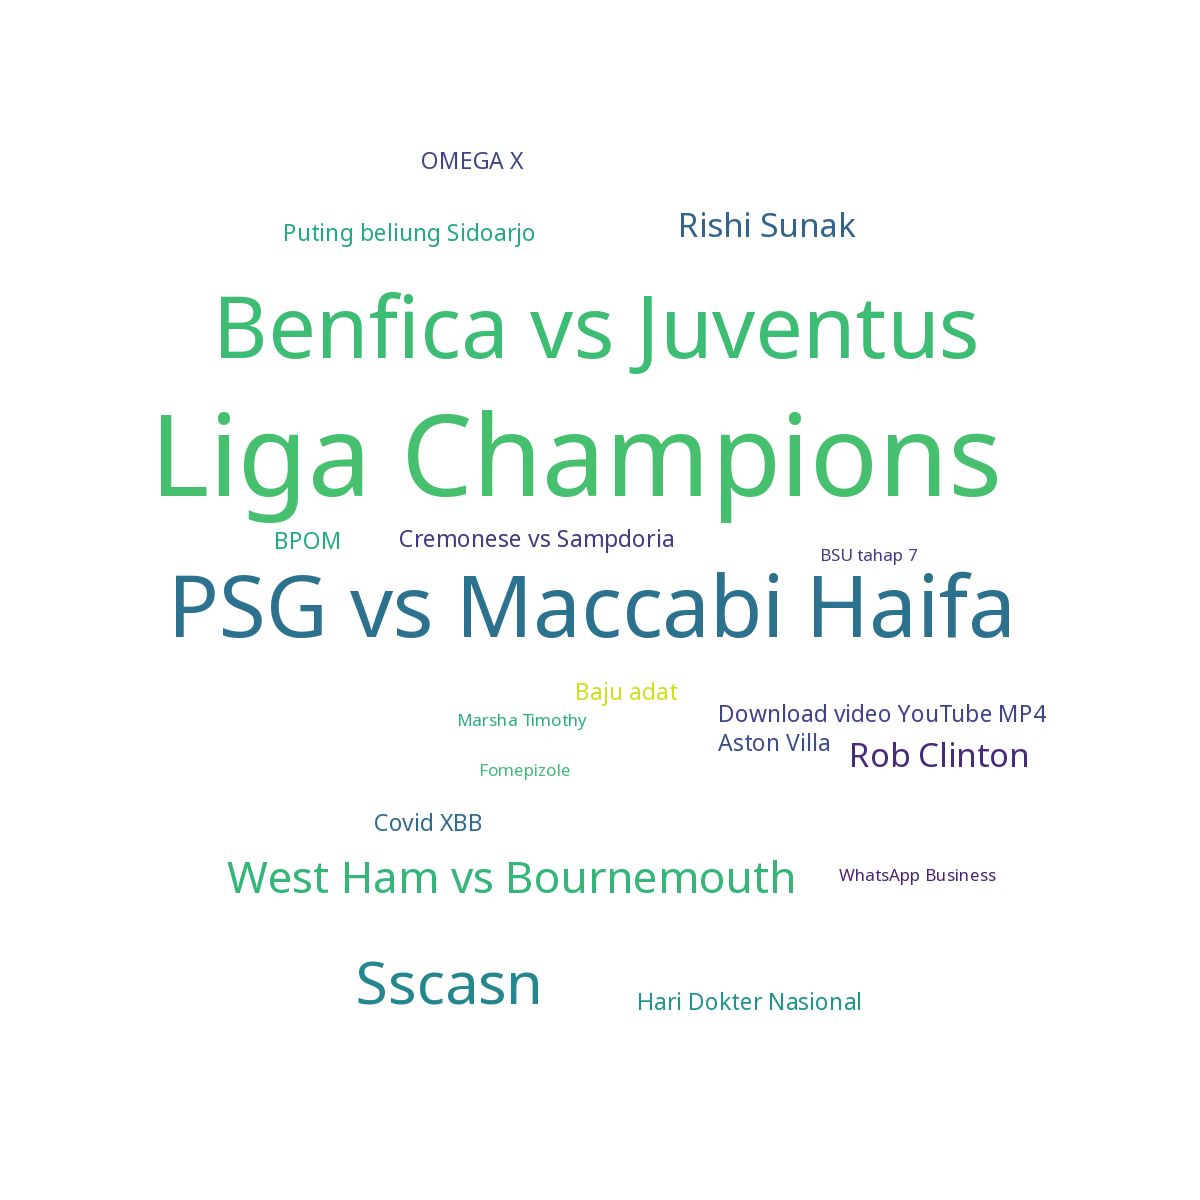 OMEGA X
Rishi Sunak
Puting beliung Sidoarjo
Benfica vs Juventus
Liga Champions
BPOM
Cremonese vs Sampdoria
BSU tahap 7
PSG vs Maccabi Haifa
Baju adat
Marsha Timothy
Download video YouTube MP4
Aston Villa
Rob Clinton
Fomepizole
Covid XBB
West Ham vs Bournemouth
WhatsApp Business
Sscasn
Hari Dokter Nasional